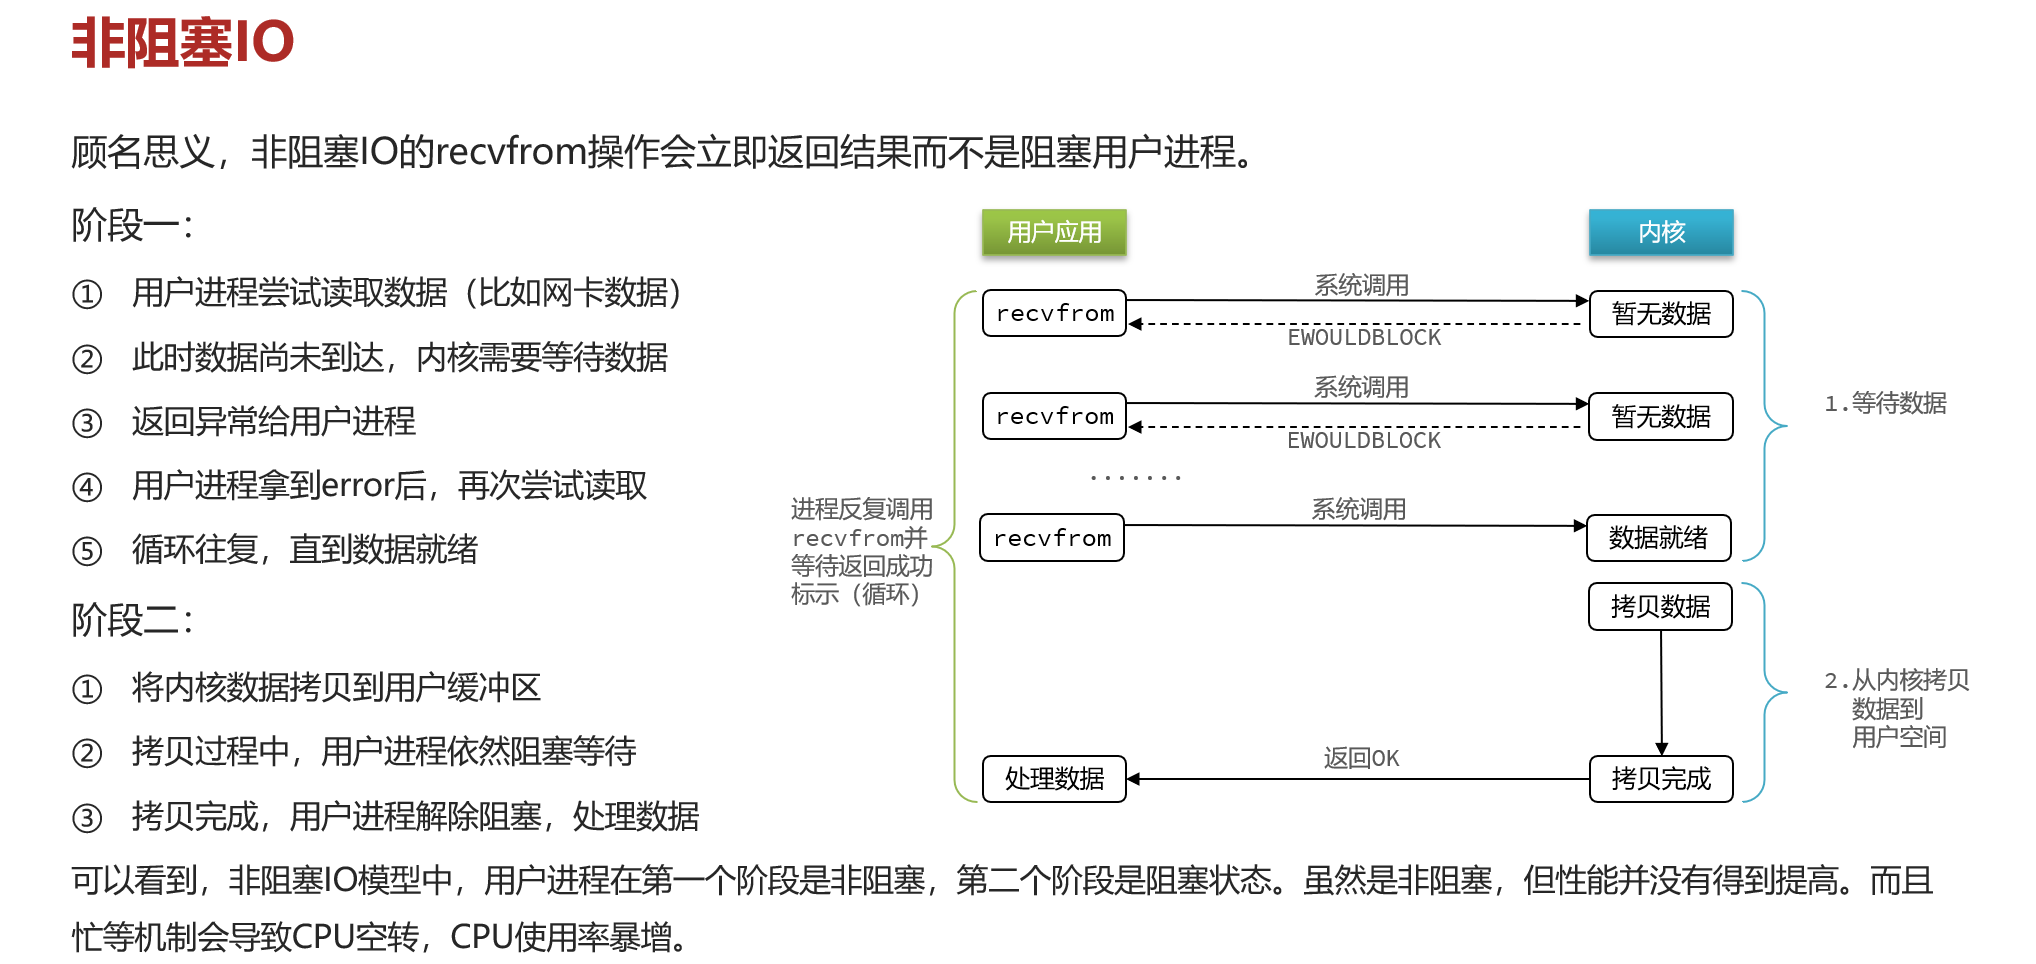 非阻塞IO
顾名思义，非阻塞IO的recvfrom操作会立即返回结果而不是阻塞用户进程。
阶段一：
① 用户进程尝试读取数据（比如网卡数据）
② 此时数据尚未到达，内核需要等待数据
③ 返回异常给用户进程
④ 用户进程拿到error后，再次尝试读取
⑤ 循环往复，直到数据就绪
阶段二：
① 将内核数据拷贝到用户缓冲区
② 拷贝过程中，用户进程依然阻塞等待
③ 拷贝完成，用户进程解除阻塞，处理数据
用户应用
内核
系统调用
recvfrom
暂无数据
EWOULDBLOCK
系统调用
recvfrom
暂无数据
EWOULDBLOCK
.......
系统调用
recvfrom
数据就绪
进程反复调用
recvfrom并
等待返回成功
标示（循环）
1.等待数据
拷贝数据
2.从内核拷贝
数据到
用户空间
返回OK
处理数据
拷贝完成
可以看到，非阻塞IO模型中，用户进程在第一个阶段是非阻塞，第二个阶段是阻塞状态。虽然是非阻塞，但性能并没有得到提高。而且
忙等机制会导致CPU空转，CPU使用率暴增。